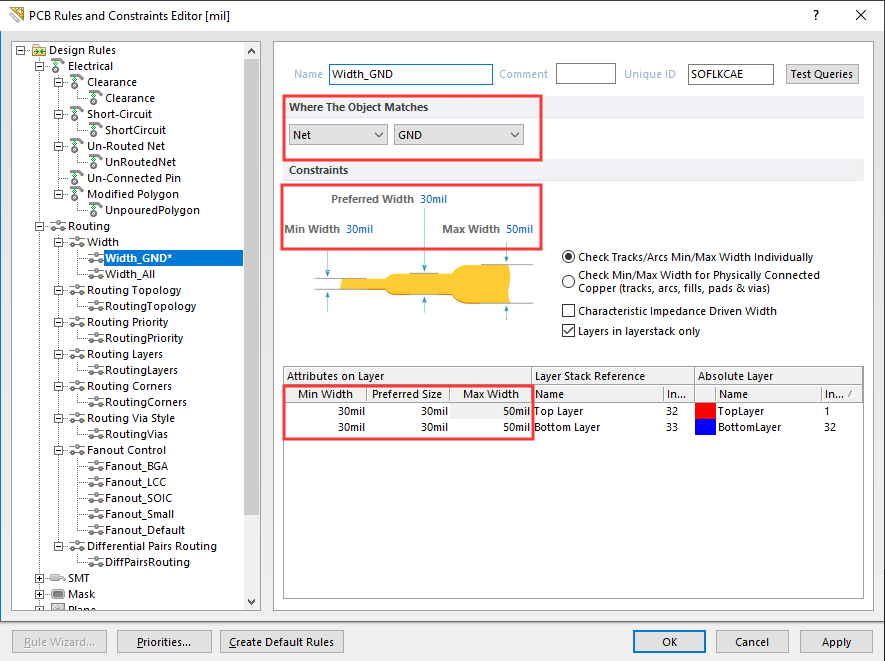 PCB Rules and Constraints Editor [mil]
?
Design Rules
Electrical
Clearance
Clearance
Short-Circuit
ShortCircuit
Un-Routed Net
UnRoutedNet
Un-Connected Pin
Modified Polygon
UnpouredPolygon
Routing
Width
Width_GND*
Width_All
Routing Topology
RoutingTopology
Routing Priority
RoutingPriority
Routing Layers
RoutingLayers
Routing Corners
RoutingCorners
Routing Via Style
RoutingVias
Fanout Control
Fanout_BGA
Fanout_LCC
Fanout_SOIC
Fanout_Small
Fanout_Default
Differential Pairs Routing
DiffPairsRouting
SMT
Mask
Plane
Name Width_GND Comment Unique ID SOFLKCAE Test Queries
Where The Object Matches
Net GND
Constraints
Preferred Width 30mil
Min Width 30mil Max Width 50mil
Check Tracks/Arcs Min/Max Width Individually
Check Min/Max Width for Physically Connected
Copper (tracks, arcs, fills, pads & vias)
Characteristic Impedance Driven Width
Layers in layerstack only
Attributes on Layer Layer Stack Reference Absolute Layer
Min Width Preferred Size Max Width Name In... Name In...
30mil 30mil 50mil Top Layer 32 TopLayer 1
30mil 30mil 50mil Bottom Layer 33 BottomLayer 32
Rule Wizard... Priorities... Create Default Rules OK Cancel Apply